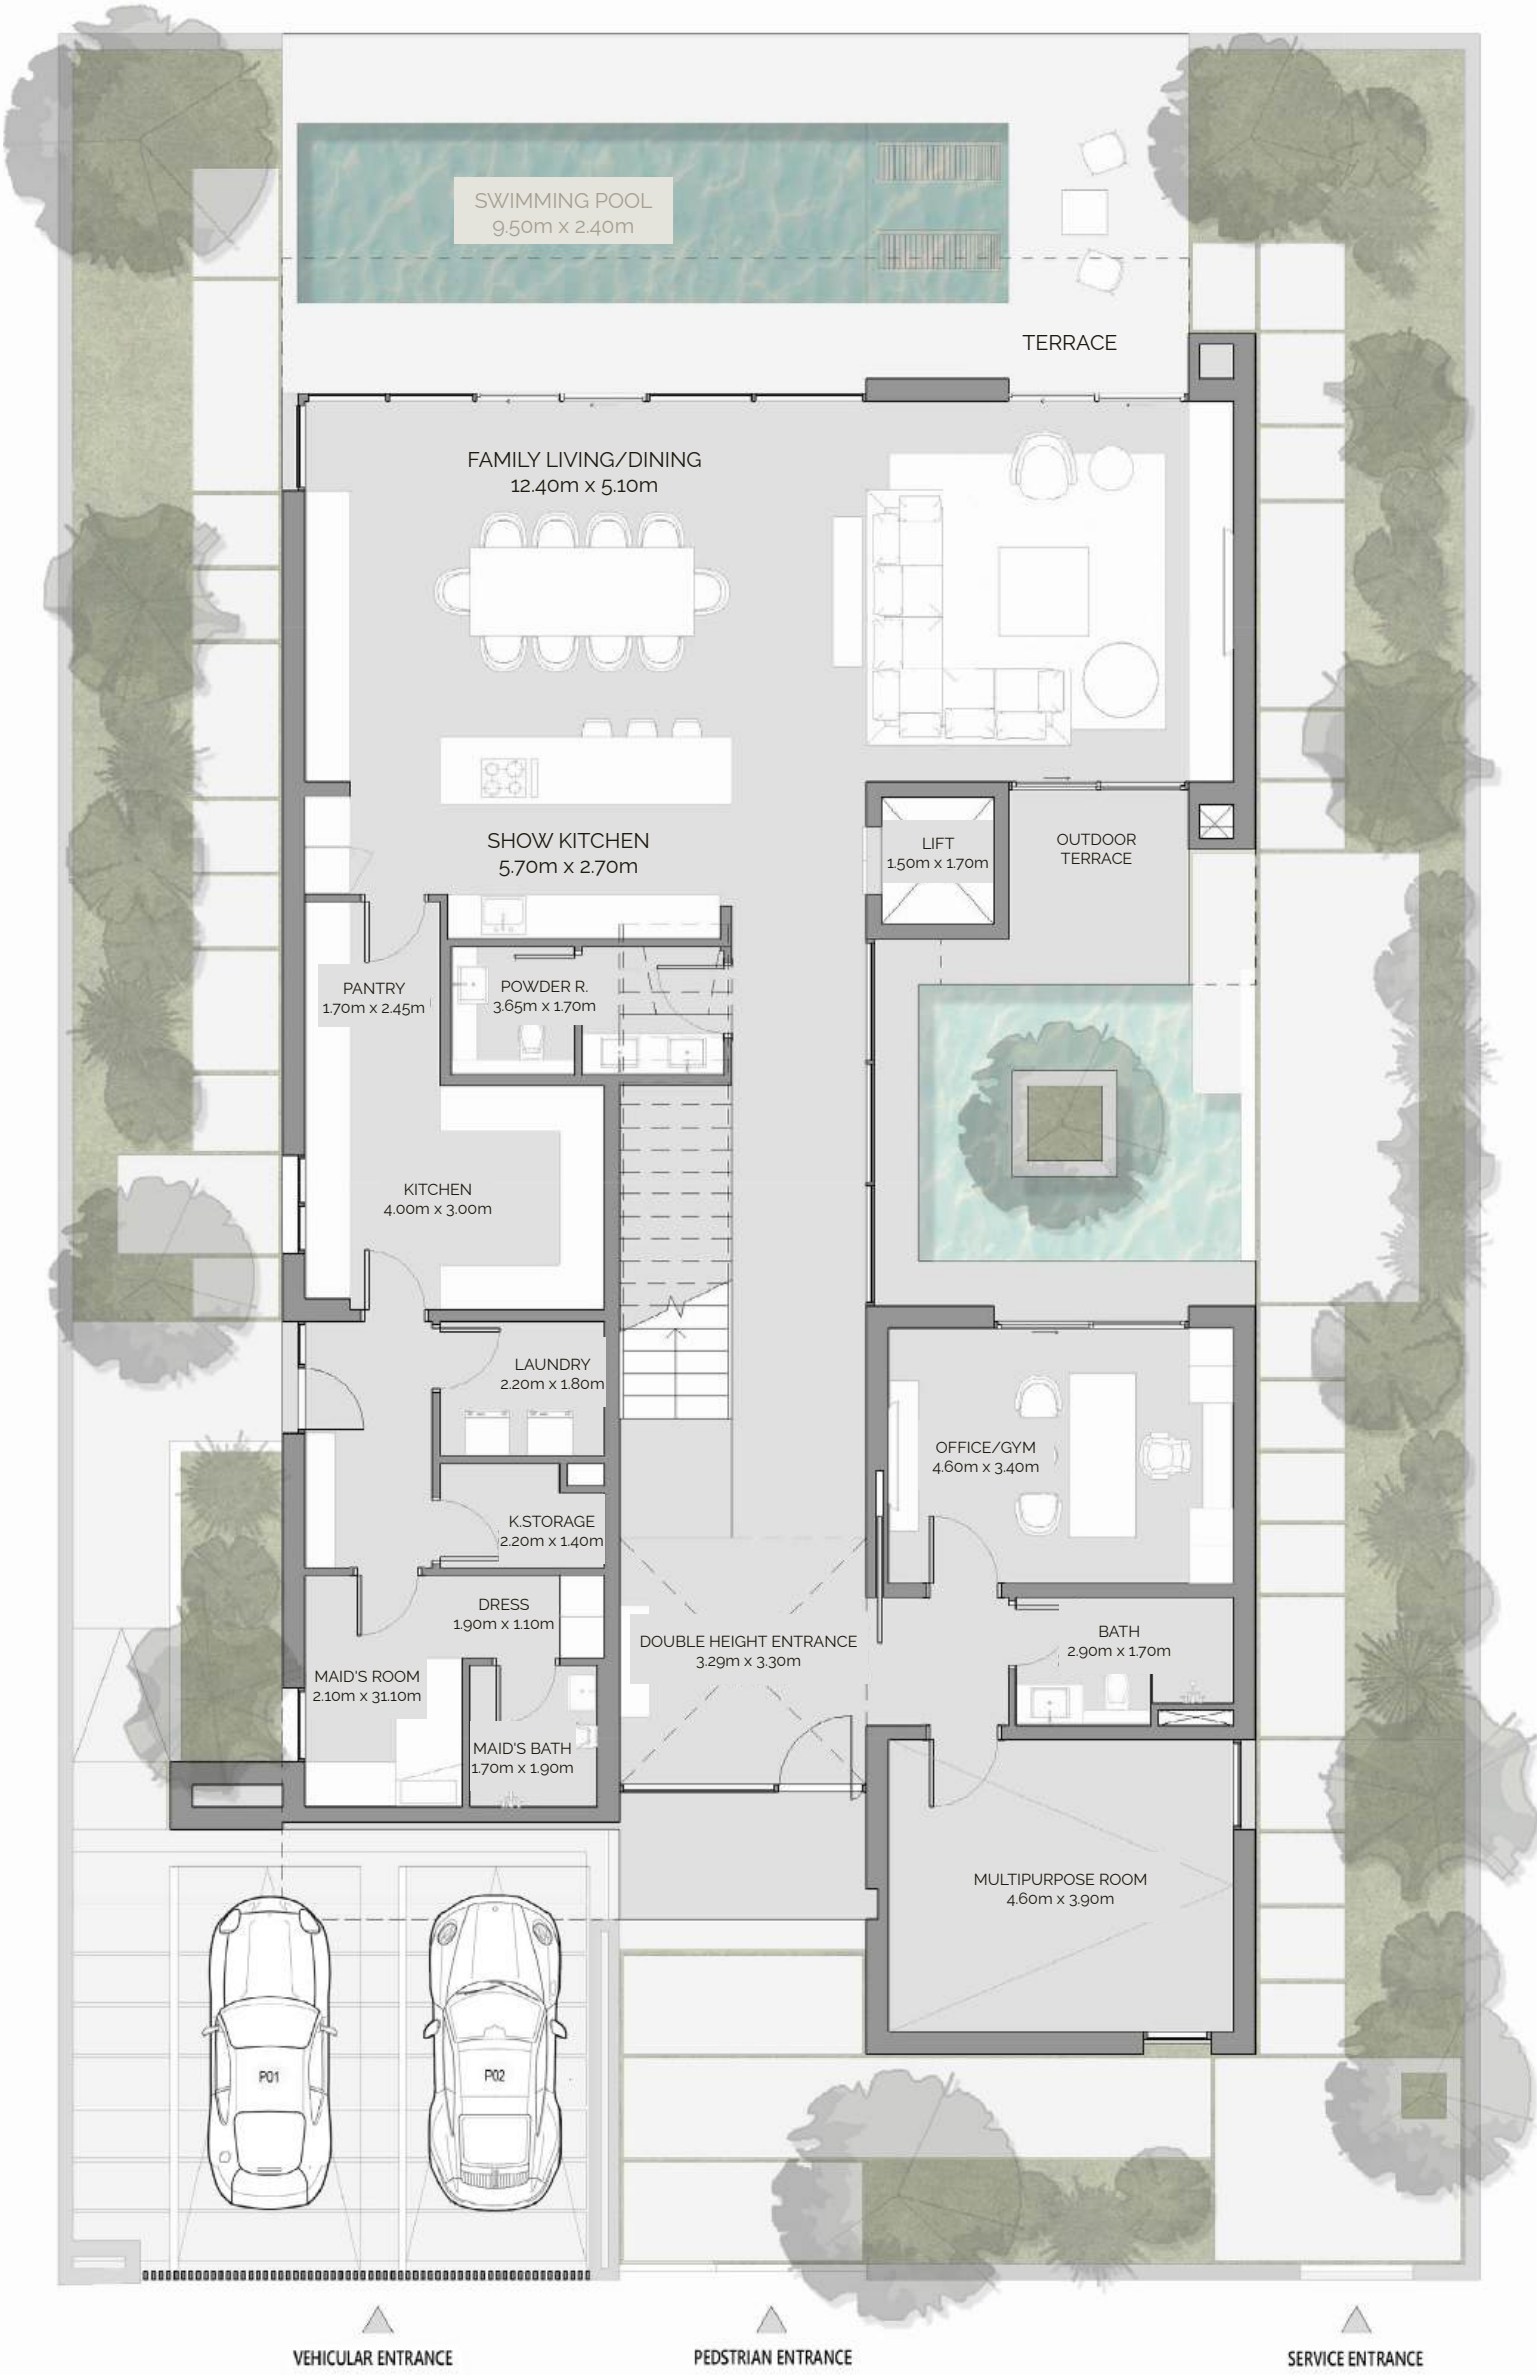 SWIMMING POOL
9.50m x 2.40m
TERRACE
FAMILY LIVING/DINING
12.40m x 5.10m
SHOW KITCHEN
5.70m x 2.70m
LIFT
1.50m x 1.70m
OUTDOOR
TERRACE
PANTRY
1.70m x 2.45m
POWDER R.
3.65m x 1.70m
KITCHEN
4.00m x 3.00m
LAUNDRY
2.20m x 1.80m
OFFICE/GYM
4.60m x 3.40m
K.STORAGE
2.20m x 1.40m
DRESS
1.90m x 1.10m
BATH
2.90m x 1.70m
DOUBLE HEIGHT ENTRANCE
3.29m x 3.30m
MAID'S ROOM
2.10m x 31.10m
MAID'S BATH
1.70m x 1.90m
MULTIPURPOSE ROOM
4.60m x 3.90m
P01
P02
VEHICULAR ENTRANCE
PEDSTRIAN ENTRANCE
SERVICE ENTRANCE